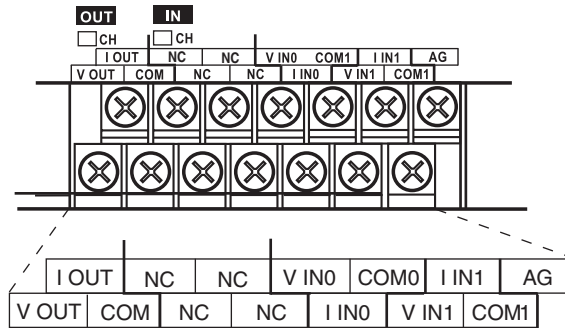 OUT IN
CH CH
I OUT NC NC V IN0 COM1 I IN1 AG
V OUT COM NC NC I IN0 V IN1 COM1
I OUT NC NC V IN0 COM0 I IN1 AG
V OUT COM NC NC I IN0 V IN1 COM1